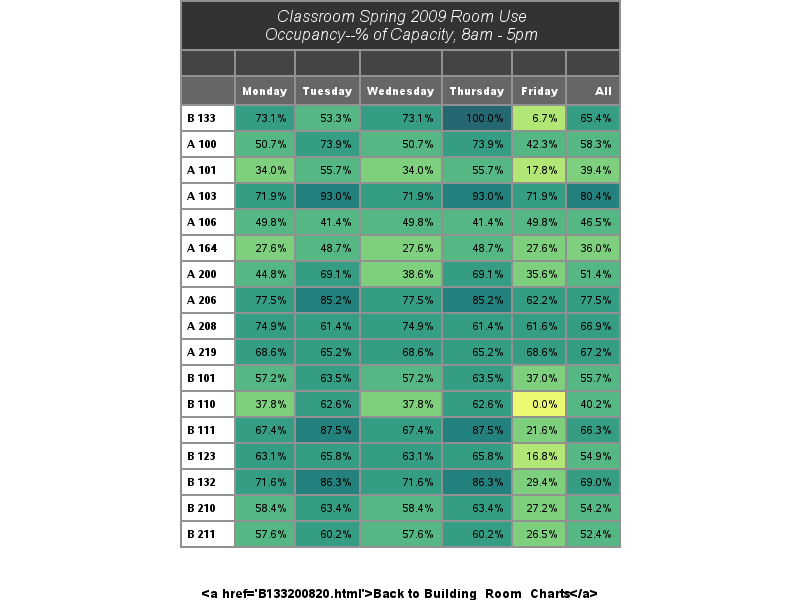 Classroom Spring 2009 Room Use
Occupancy--% of Capacity, 8am - 5pm
Monday Tuesday Wednesday Thursday Friday All
B 133 73.1% 53.3% 73.1% 100.0% 6.7% 65.4%
A 100 50.7% 73.9% 50.7% 73.9% 42.3% 58.3%
A 101 34.0% 55.7% 34.0% 55.7% 17.8% 39.4%
A 103 71.9% 93.0% 71.9% 93.0% 71.9% 80.4%
A 106 49.8% 41.4% 49.8% 41.4% 49.8% 46.5%
A 164 27.6% 48.7% 27.6% 48.7% 27.6% 36.0%
A 200 44.8% 69.1% 38.6% 69.1% 35.6% 51.4%
A 206 77.5% 85.2% 77.5% 85.2% 62.2% 77.5%
A 208 74.9% 61.4% 74.9% 61.4% 61.6% 66.9%
A 219 68.6% 65.2% 68.6% 65.2% 68.6% 67.2%
B 101 57.2% 63.5% 57.2% 63.5% 37.0% 55.7%
B 110 37.8% 62.6% 37.8% 62.6% 0.0% 40.2%
B 111 67.4% 87.5% 67.4% 87.5% 21.6% 66.3%
B 123 63.1% 65.8% 63.1% 65.8% 16.8% 54.9%
B 132 71.6% 86.3% 71.6% 86.3% 29.4% 69.0%
B 210 58.4% 63.4% 58.4% 63.4% 27.2% 54.2%
B 211 57.6% 60.2% 57.6% 60.2% 26.5% 52.4%
<a href='B133200820.html'>Back to Building_Room_Charts</a>